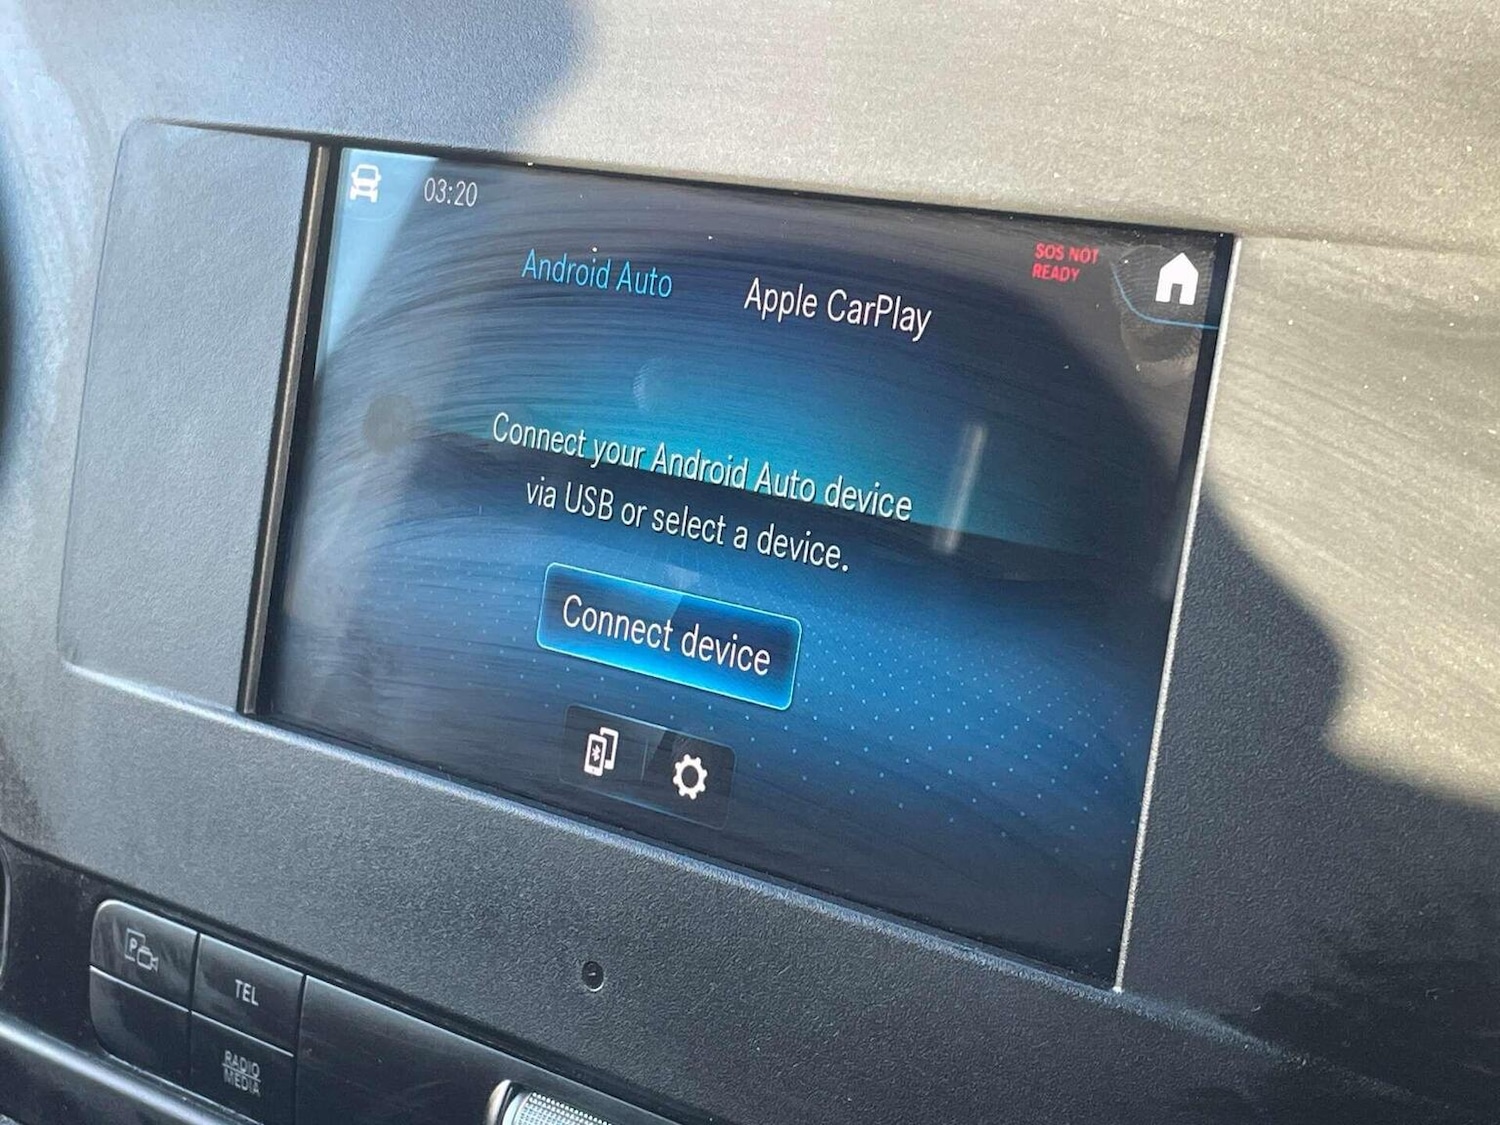 03:20
SOS NOT
READY
Android Auto
Apple CarPlay
Connect your Android Auto device
via USB or select a device.
Connect device
P
TEL
RADIO
MEDIA